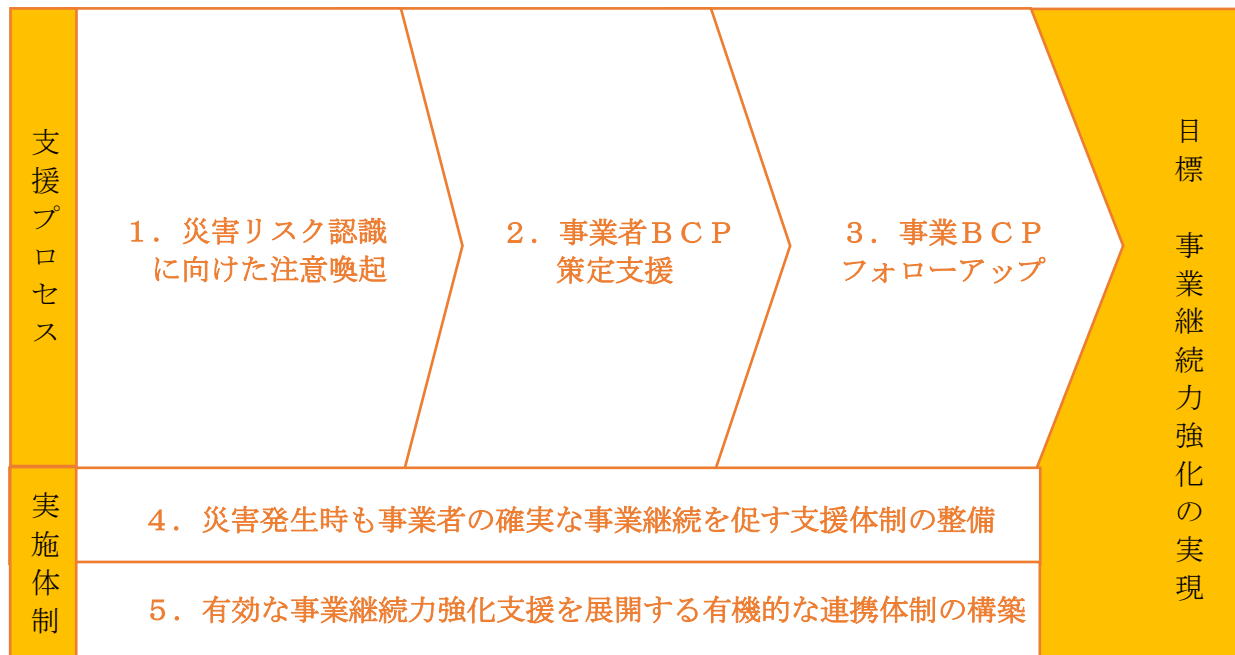 支援プロセス
１．災害リスク認識
に向けた注意喚起
２．事業者ＢＣＰ
策定支援
３．事業ＢＣＰ
フォローアップ
目標　事業継続力強化の実現
実施体制
４．災害発生時も事業者の確実な事業継続を促す支援体制の整備
５．有効な事業継続力強化支援を展開する有機的な連携体制の構築